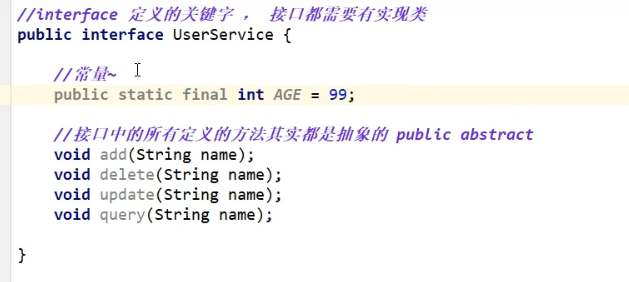 //interface 定义的关键字 ， 接口都需要有实现类
public interface UserService {
//常量~
public static final int AGE = 99;
//接口中的所有定义的方法其实都是抽象的 public abstract
void add(String name);
void delete(String name);
void update(String name);
void query(String name);
}